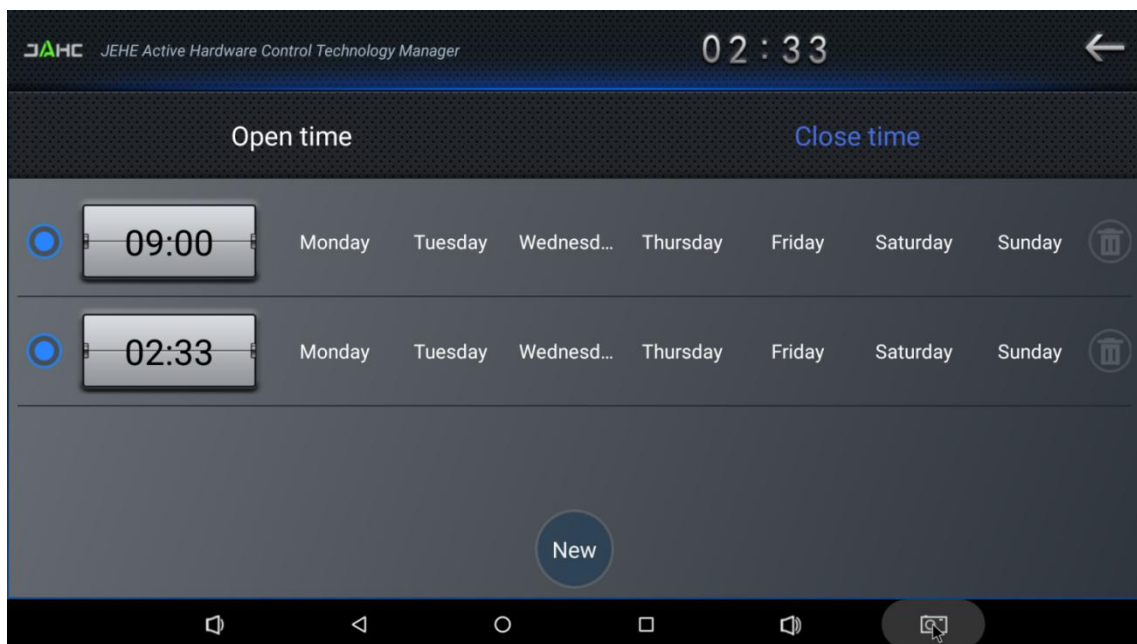 JAHC JEHE Active Hardware Control Technology Manager 02:33
Open time Close time
09:00 Monday Tuesday Wednesd... Thursday Friday Saturday Sunday
02:33 Monday Tuesday Wednesd... Thursday Friday Saturday Sunday
New